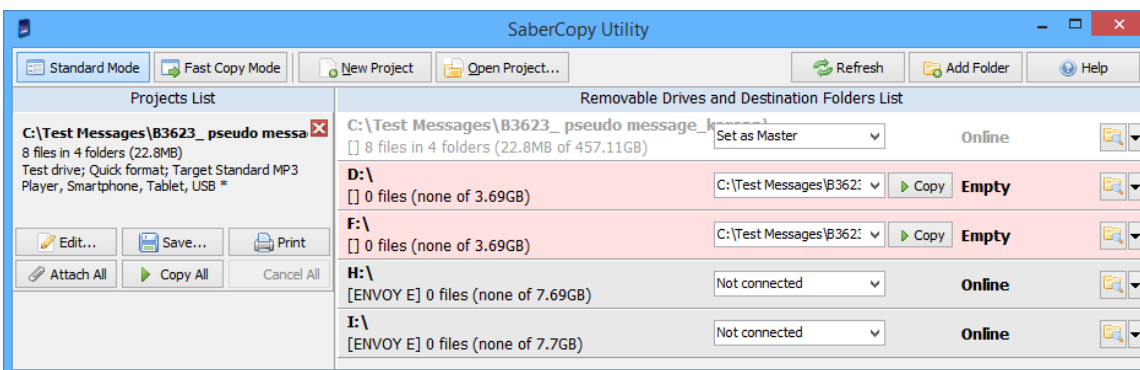 SaberCopy Utility
Standard Mode Fast Copy Mode New Project Open Project... Refresh Add Folder Help
Projects List
Removable Drives and Destination Folders List
C:\Test Messages\B3623_ pseudo messa
8 files in 4 folders (22.8MB)
Test drive; Quick format; Target Standard MP3
Player, Smartphone, Tablet, USB *
Edit... Save... Print
Attach All Copy All Cancel All
C:\Test Messages\B3623_ pseudo message_korean\
[] 8 files in 4 folders (22.8MB of 457.11GB)
Set as Master
Online
D:\
[] 0 files (none of 3.69GB)
C:\Test Messages\B362:
Copy Empty
F:\
[] 0 files (none of 3.69GB)
C:\Test Messages\B362:
Copy Empty
H:\
[ENVOY E] 0 files (none of 7.69GB)
Not connected
Online
I:\
[ENVOY E] 0 files (none of 7.7GB)
Not connected
Online